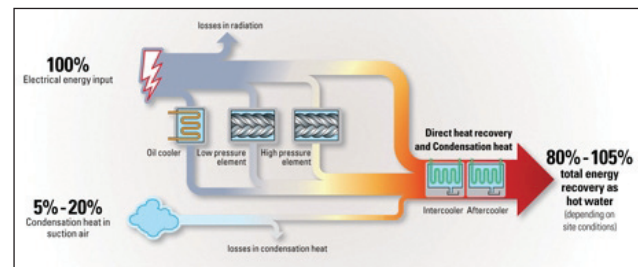 losses in radiation
100%
Electrical energy input
Oil cooler
Low pressure
element
High pressure
element
Direct heat recovery
and Condensation heat
80%-105%
total energy
recovery as
hot water
(depending on
site conditions)
Intercooler
Aftercooler
5%-20%
Condensation heat in
suction air
losses in condensation heat